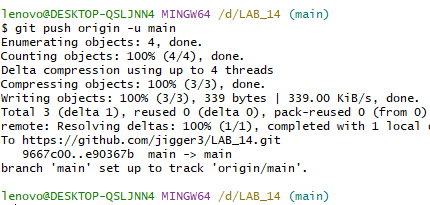 lenovo@DESKTOP-QSLJNN4 MINGW64 /d/LAB_14 (main)
$ git push origin -u main
Enumerating objects: 4, done.
Counting objects: 100% (4/4), done.
Delta compression using up to 4 threads
Compressing objects: 100% (3/3), done.
Writing objects: 100% (3/3), 339 bytes | 339.00 KiB/s, done.
Total 3 (delta 1), reused 0 (delta 0), pack-reused 0 (from 0)
remote: Resolving deltas: 100% (1/1), completed with 1 local
To https://github.com/jigger3/LAB_14.git
   9667c00..e90367b  main -> main
branch 'main' set up to track 'origin/main'.
lenovo@DESKTOP-QSLJNN4 MINGW64 /d/LAB_14 (main)